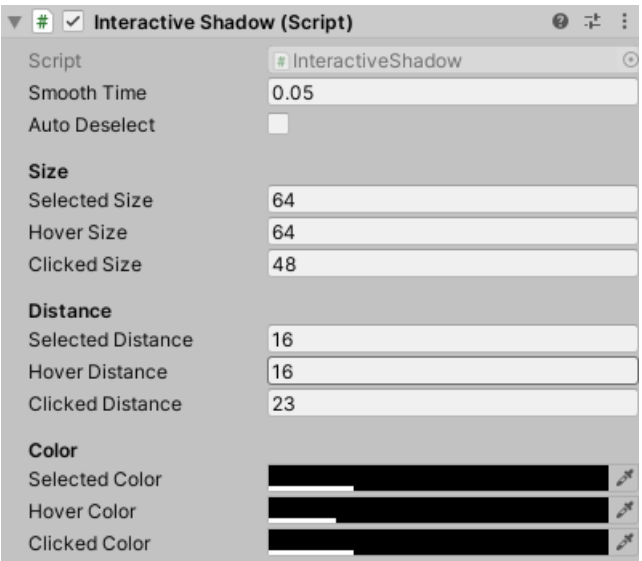 # Interactive Shadow (Script)
Script # InteractiveShadow
Smooth Time 0.05
Auto Deselect
Size
Selected Size 64
Hover Size 64
Clicked Size 48
Distance
Selected Distance 16
Hover Distance 16
Clicked Distance 23
Color
Selected Color
Hover Color
Clicked Color